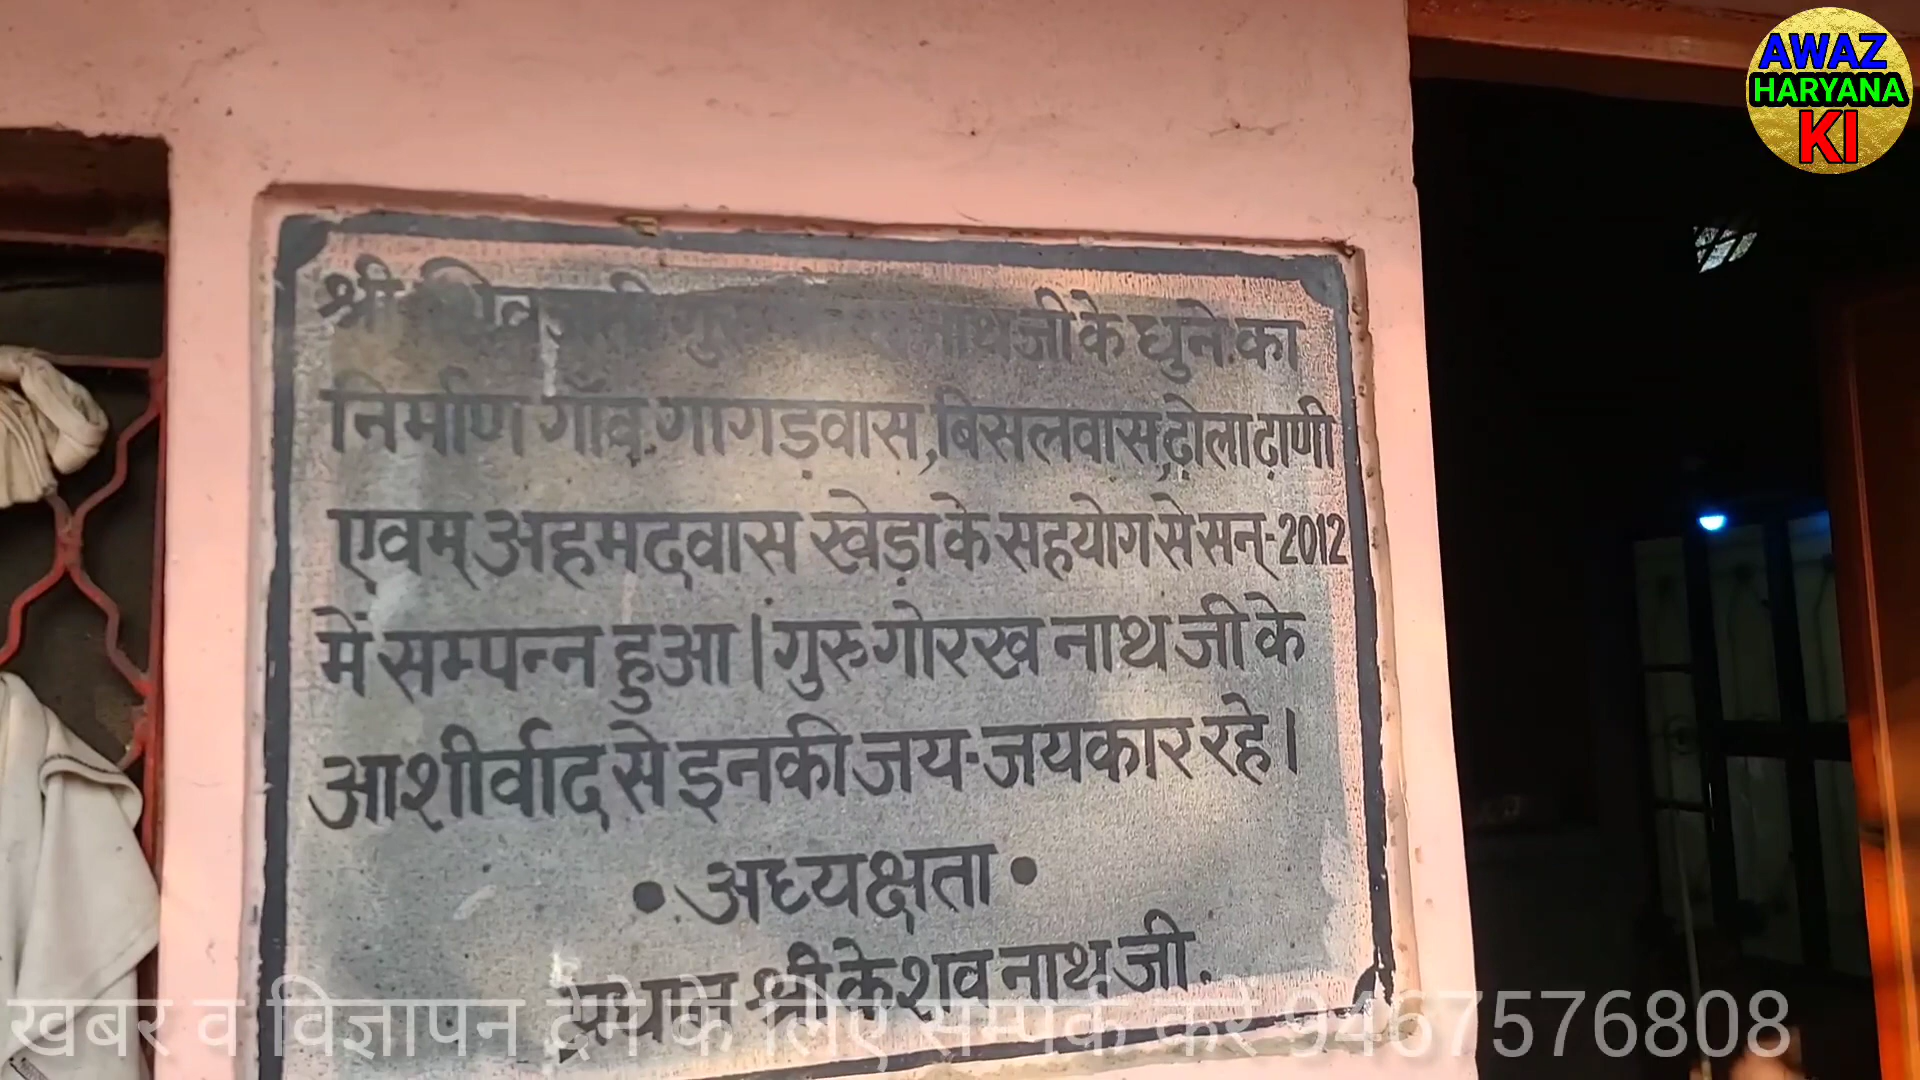 AWAZ
HARYANA
KI
श्री गुरु नाथ जी के धुने का
निर्माण गाँव गागड़वास, बिसलवास, ढ़ोला ढ़ाणी
एवम् अहमदवास खेड़ा के सहयोग से सन्-2012
में सम्पन्न हुआ । गुरु गोरख नाथ जी के
आशीर्वाद से इनकी जय-जयकार रहे ।
• अध्यक्षता •
प्रधान श्री केशव नाथ जी.
खबर व विज्ञापन देने के लिए सम्पर्क करें 9467576808